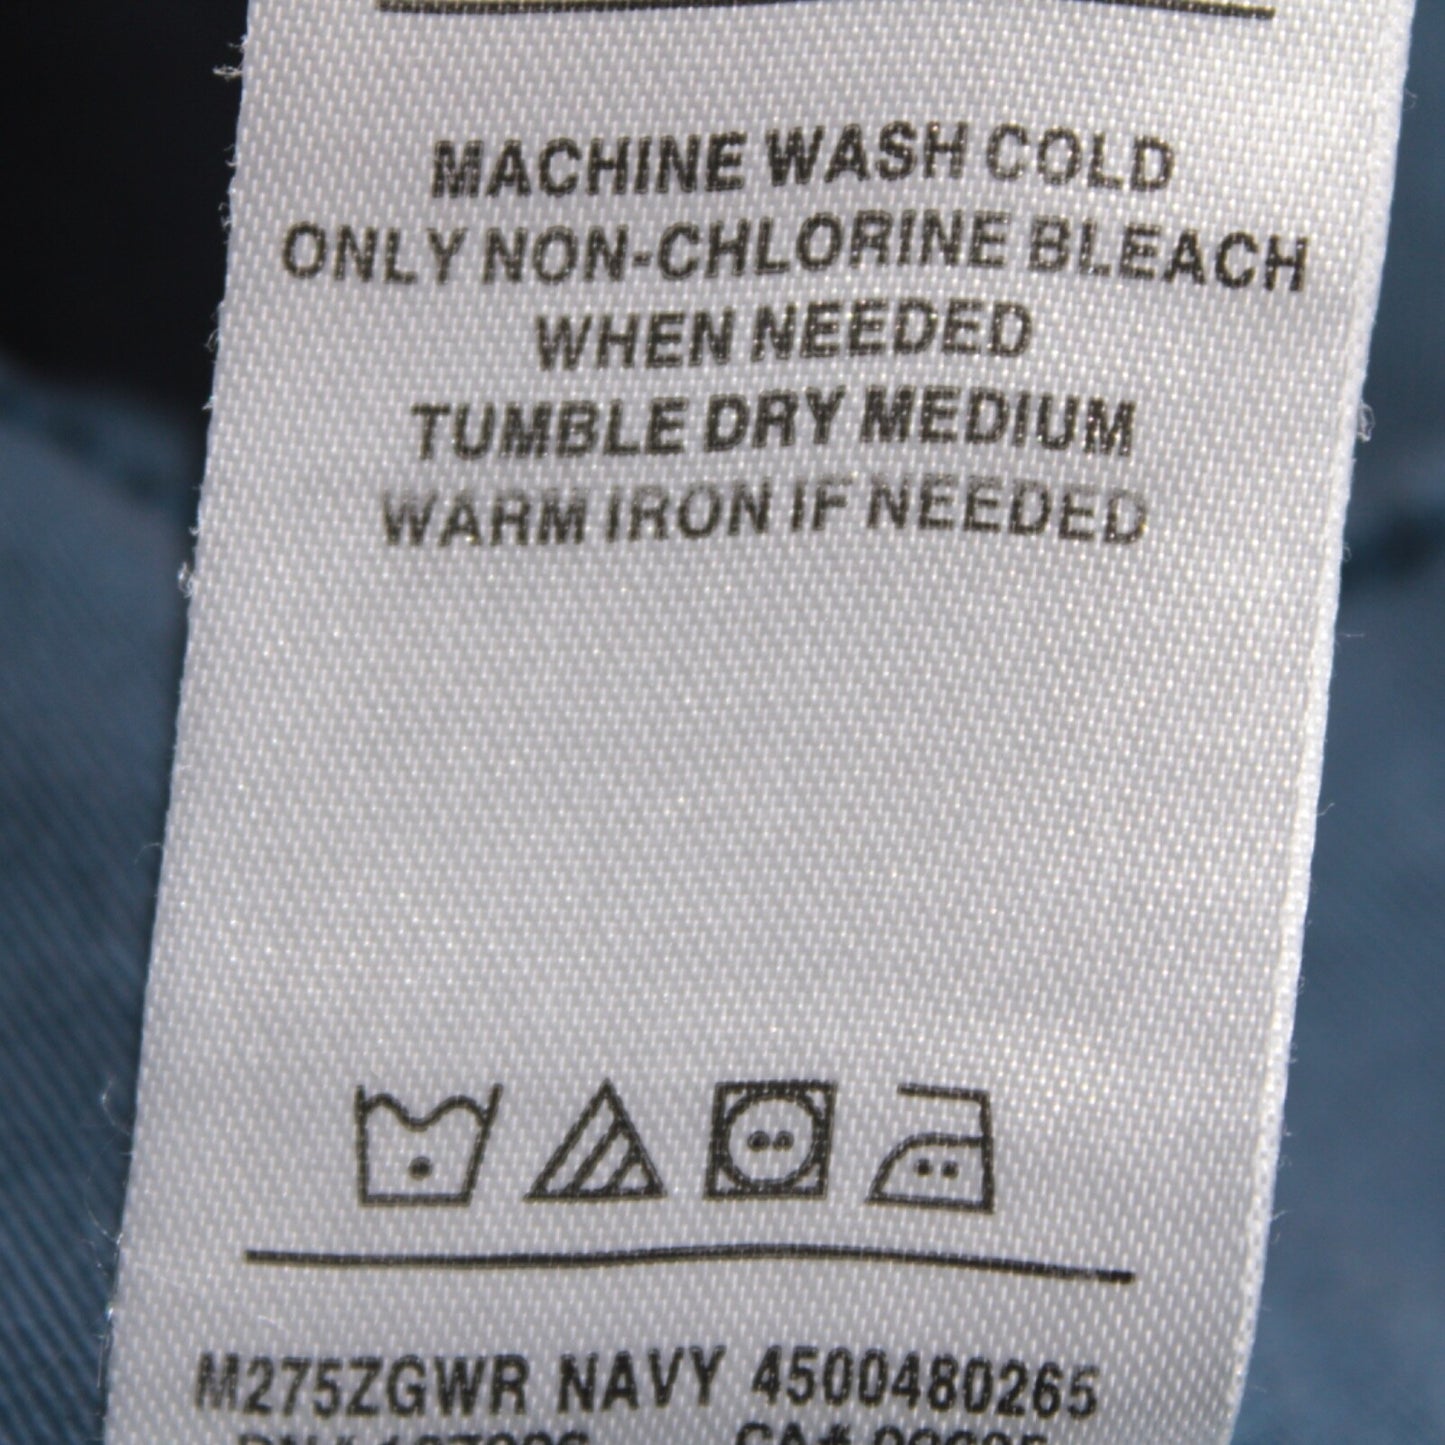 MACHINE WASH COLD
ONLY NON-CHLORINE BLEACH
WHEN NEEDED
TUMBLE DRY MEDIUM
WARM IRON IF NEEDED
M275ZGWR NAVY 4500480265
CA#